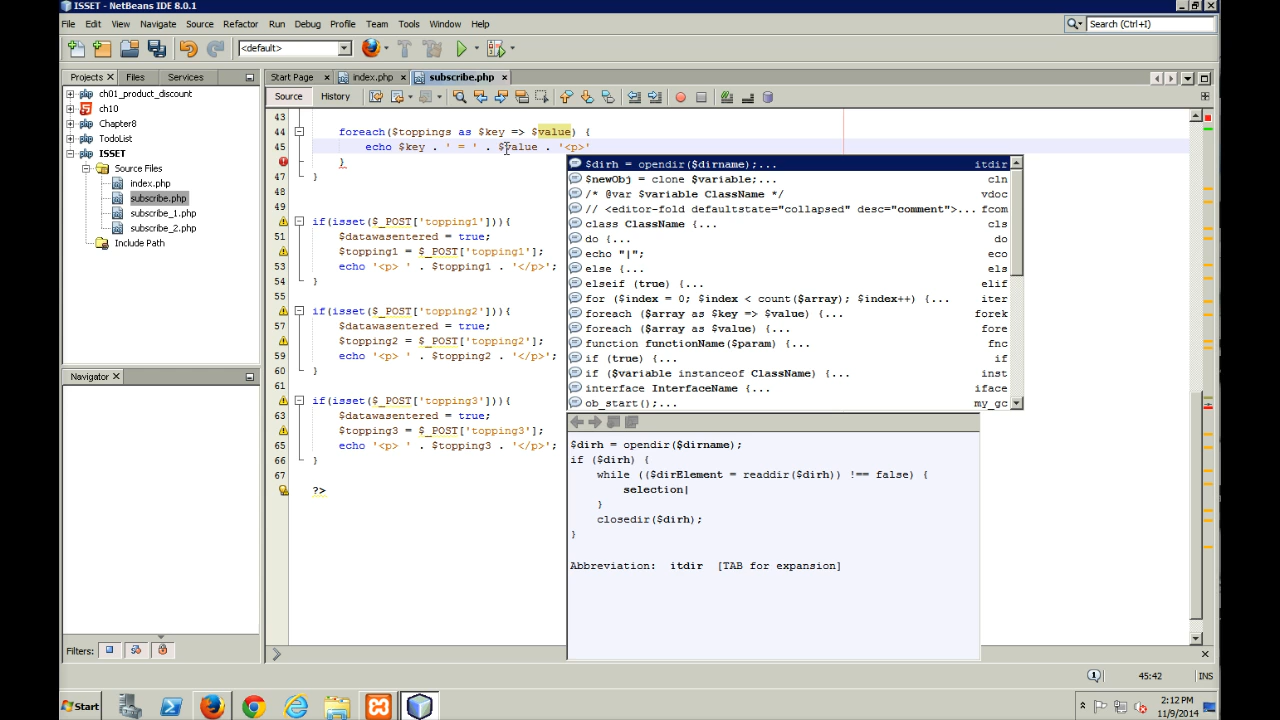 ISSET - NetBeans IDE 8.0.1
File Edit View Navigate Source Refactor Run Debug Profile Team Tools Window Help
Search (Ctrl+I)
<default>
Projects Files Services
Start Page index.php subscribe.php
ch01_product_discount
ch10
Chapter8
TodoList
ISSET
Source Files
index.php
subscribe.php
subscribe_1.php
subscribe_2.php
Include Path
Navigator
Filters:
Source History
43
44 foreach($toppings as $key => $value) {
45 echo $key . ' = ' . $value . '<p>'
}
47 }
48
49
if(isset($_POST['topping1'])){
51 $datawasentered = true;
$topping1 = $_POST['topping1'];
53 echo '<p> ' . $topping1 . '</p>';
54 }
55
if(isset($_POST['topping2'])){
57 $datawasentered = true;
$topping2 = $_POST['topping2'];
59 echo '<p> ' . $topping2 . '</p>';
60 }
61
if(isset($_POST['topping3'])){
63 $datawasentered = true;
$topping3 = $_POST['topping3'];
65 echo '<p> ' . $topping3 . '</p>';
66 }
67
?>
$dirh = opendir($dirname);... itdir
$newObj = clone $variable;... cln
/* @var $variable ClassName */ vdoc
// <editor-fold defaultstate="collapsed" desc="comment">... fcom
class ClassName {... cls
do {... do
echo "|"; eco
else {... els
elseif (true) {... elif
for ($index = 0; $index < count($array); $index++) {... iter
foreach ($array as $key => $value) {... forek
foreach ($array as $value) {... fore
function functionName($param) {... fnc
if (true) {... if
if ($variable instanceof ClassName) {... inst
interface InterfaceName {... iface
ob_start();... my_gc
$dirh = opendir($dirname);
if ($dirh) {
while (($dirElement = readdir($dirh)) !== false) {
selection|
}
closedir($dirh);
}
Abbreviation: itdir [TAB for expansion]
1 45:42 INS
Start
2:12 PM
11/9/2014